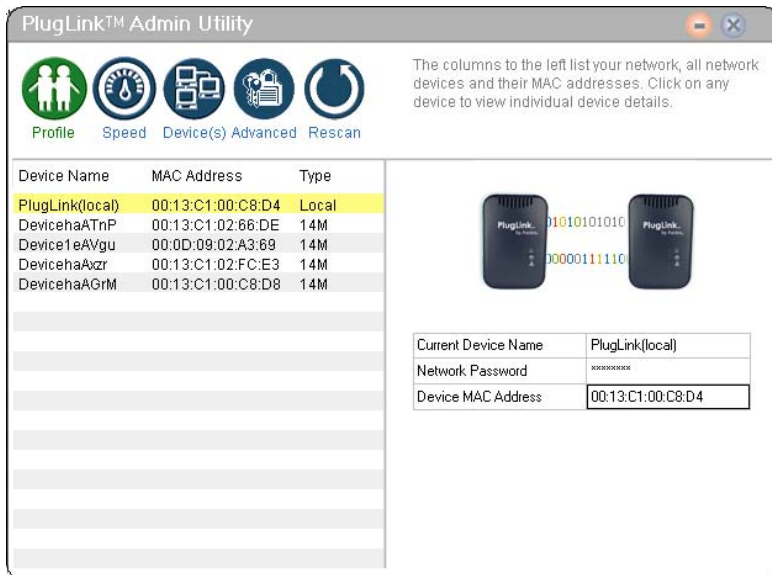 PlugLink™ Admin Utility
The columns to the left list your network, all network
devices and their MAC addresses. Click on any
device to view individual device details.
Profile Speed Device(s) Advanced Rescan
Device Name MAC Address Type
PlugLink(local) 00:13:C1:00:C8:D4 Local
DevicehaATnP 00:13:C1:02:66:DE 14M
Device1eAVgu 00:0D:09:02:A3:69 14M
DevicehaAxzr 00:13:C1:02:FC:E3 14M
DevicehaAGrM 00:13:C1:00:C8:D8 14M
PlugLink 1010101010 PlugLink
0000011110
Current Device Name PlugLink(local)
Network Password ********
Device MAC Address 00:13:C1:00:C8:D4